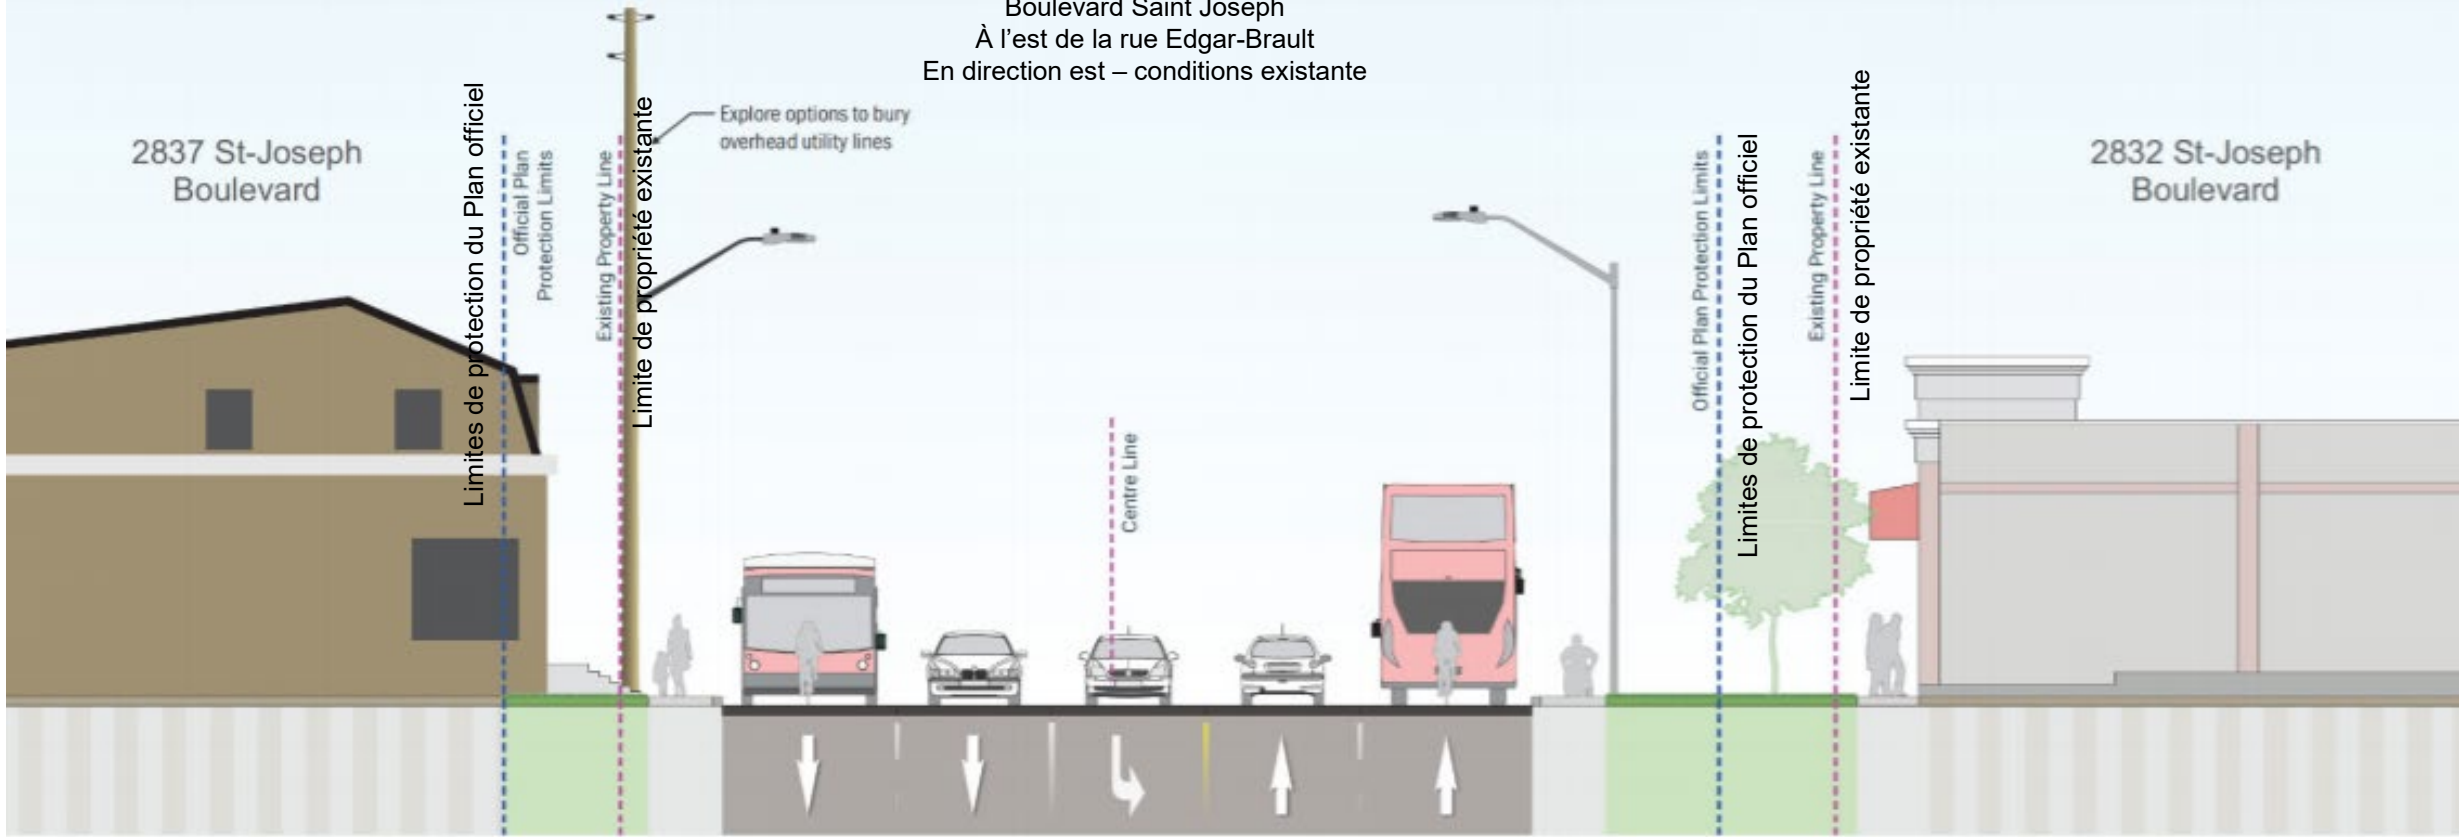 Boulevard Saint Joseph
À l'est de la rue Edgar-Brault
En direction est – conditions existante
Explore options to bury
overhead utility lines
2837 St-Joseph
Boulevard
Limites de protection du Plan officiel
Official Plan
Protection Limits
Existing Property Line
Limite de propriété existante
Centre Line
Official Plan Protection Limits
Limites de protection du Plan officiel
Existing Property Line
Limite de propriété existante
2832 St-Joseph
Boulevard